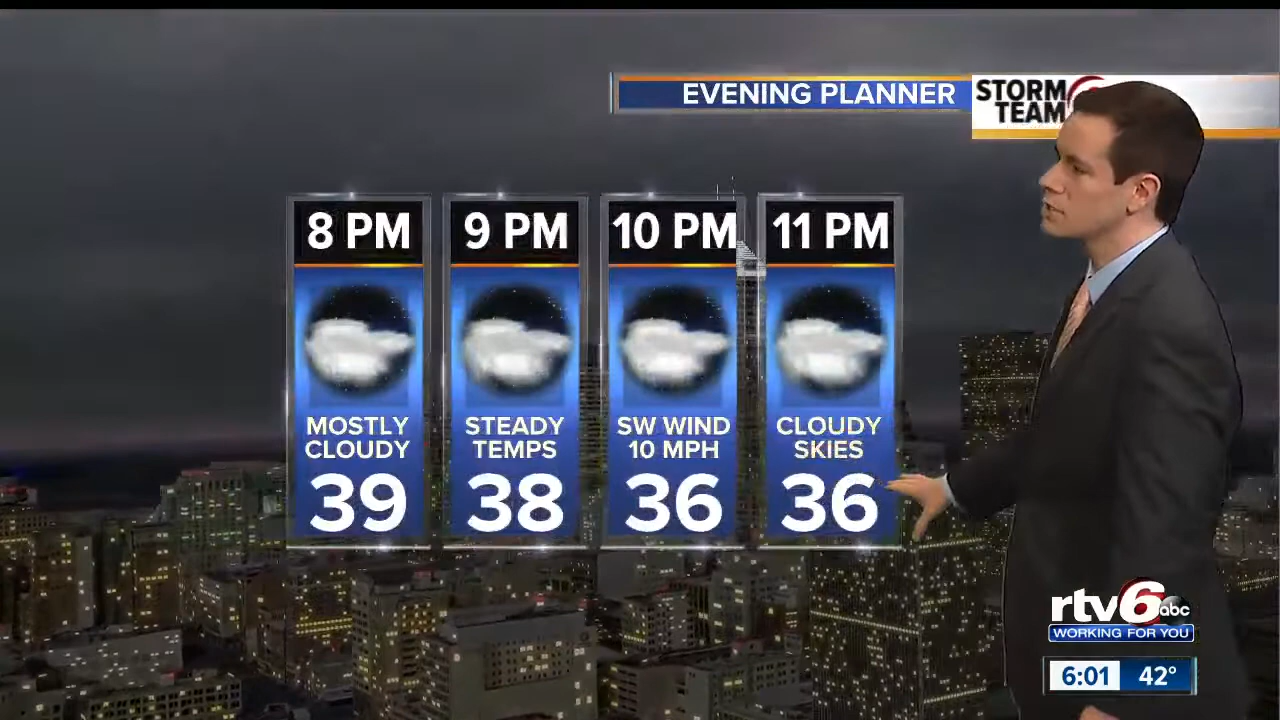 EVENING PLANNER
STORM
TEAM
8 PM
9 PM
10 PM
11 PM
MOSTLY
CLOUDY
39
STEADY
TEMPS
38
SW WIND
10 MPH
36
CLOUDY
SKIES
36
rtv6 abc
WORKING FOR YOU
6:01 42°